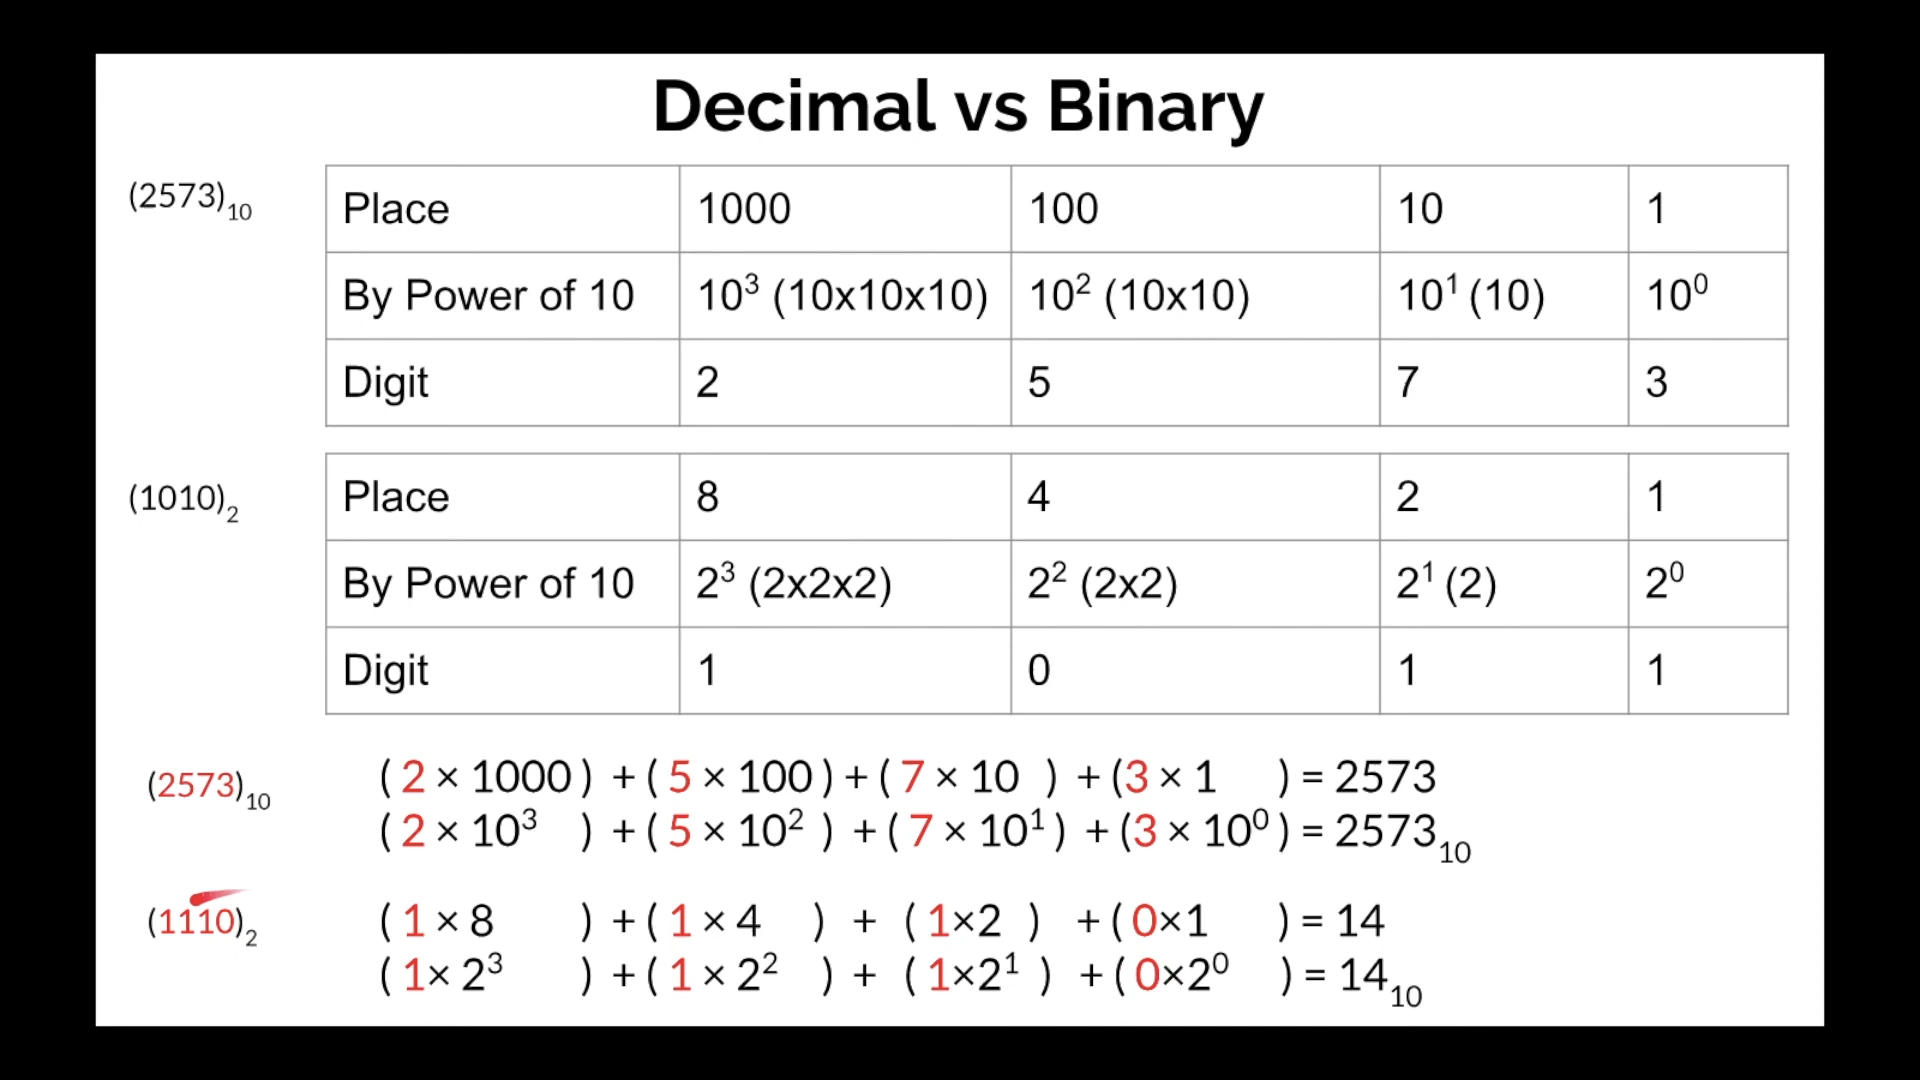 Decimal vs Binary
(2573)₁₀
Place 1000 100 10 1
By Power of 10 10³ (10x10x10) 10² (10x10) 10¹ (10) 10⁰
Digit 2 5 7 3
(1010)₂
Place 8 4 2 1
By Power of 10 2³ (2x2x2) 2² (2x2) 2¹ (2) 2⁰
Digit 1 0 1 1
(2573)₁₀ ( 2 × 1000 ) + ( 5 × 100 ) + ( 7 × 10 ) + (3 × 1 ) = 2573
( 2 × 10³ ) + ( 5 × 10² ) + ( 7 × 10¹ ) + (3 × 10⁰ ) = 2573₁₀
(1110)₂ ( 1 × 8 ) + ( 1 × 4 ) + ( 1×2 ) + ( 0×1 ) = 14
( 1× 2³ ) + ( 1 × 2² ) + ( 1×2¹ ) + ( 0×2⁰ ) = 14₁₀